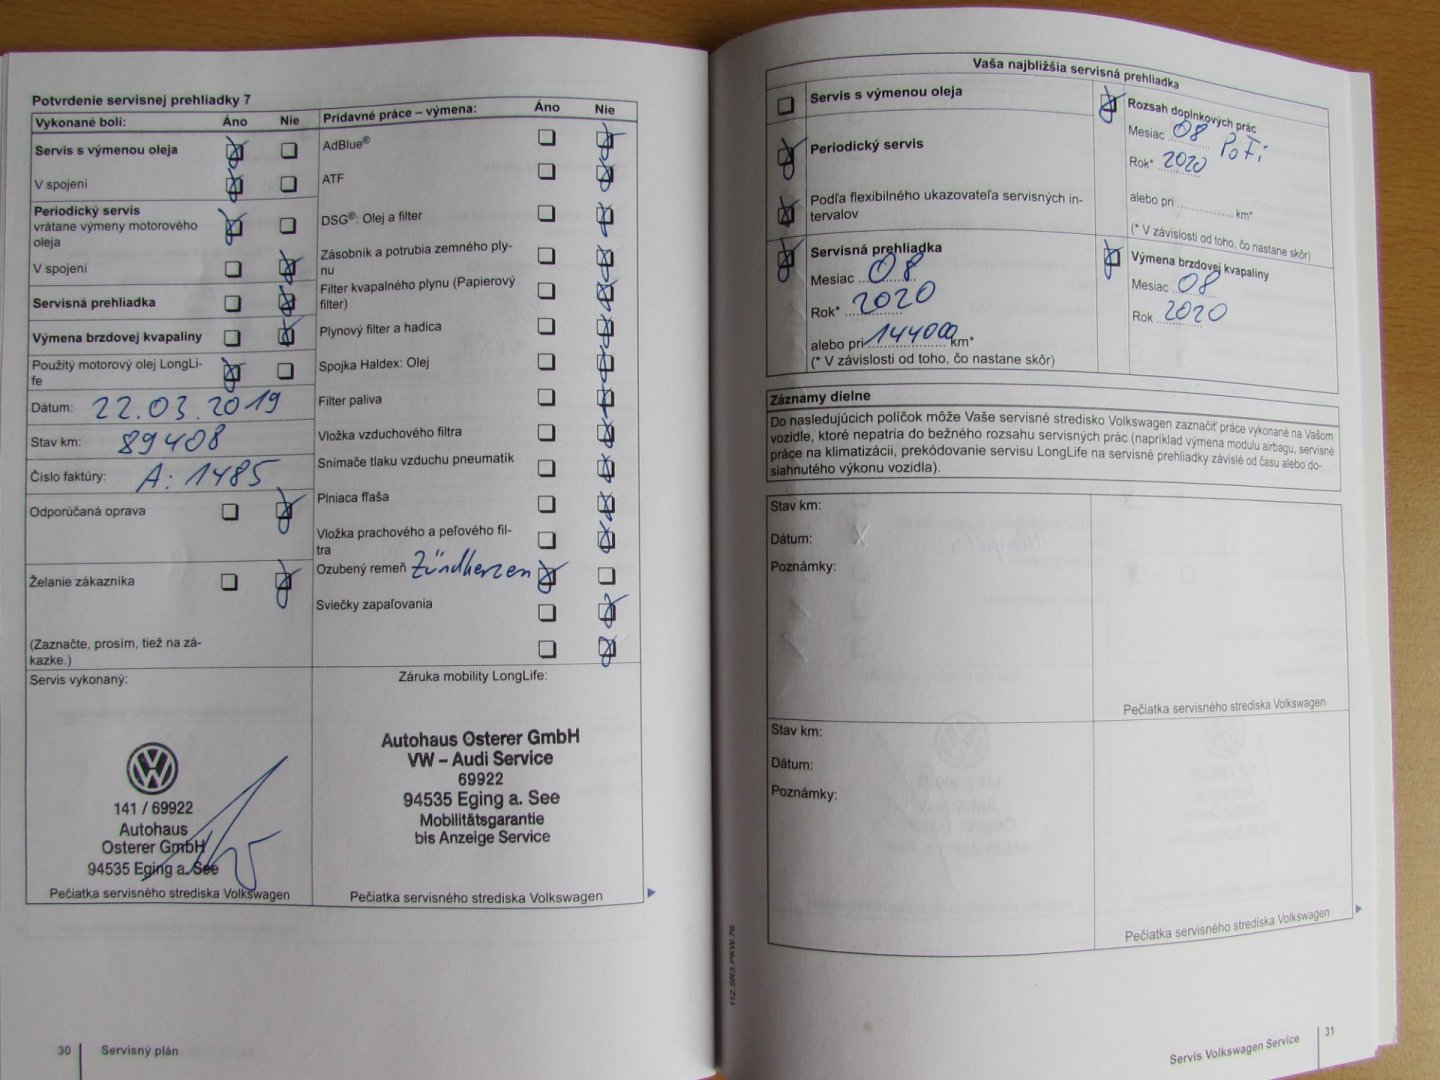 Potvrdenie servisnej prehliadky 7
Vykonané boli: Áno Nie
Servis s výmenou oleja
V spojení
Periodický servis
vrátane výmeny motorového
oleja
V spojení
Servisná prehliadka
Výmena brzdovej kvapaliny
Použitý motorový olej LongLi-
fe
Dátum: 22.03.2019
Stav km: 89408
Číslo faktúry: A: 1485
Odporúčaná oprava
Želanie zákazníka
(Zaznačte, prosím, tiež na zá-
kazke.)
Prídavné práce – výmena: Áno Nie
AdBlue®
ATF
DSG®: Olej a filter
Zásobník a potrubia zemného ply-
nu
Filter kvapalného plynu (Papierový
filter)
Plynový filter a hadica
Spojka Haldex: Olej
Filter paliva
Vložka vzduchového filtra
Snímače tlaku vzduchu pneumatík
Plniaca fľaša
Vložka prachového a peľového fil-
tra
Ozubený remeň Zündkerzen
Sviečky zapaľovania
Servis vykonaný:
141 / 69922
Autohaus
Osterer GmbH
94535 Eging a. See
Pečiatka servisného strediska Volkswagen
Záruka mobility LongLife:
Autohaus Osterer GmbH
VW – Audi Service
69922
94535 Eging a. See
Mobilitätsgarantie
bis Anzeige Service
Pečiatka servisného strediska Volkswagen
30 Servisný plán
Vaša najbližšia servisná prehliadka
Servis s výmenou oleja
Periodický servis
Podľa flexibilného ukazovateľa servisných in-
tervalov
Servisná prehliadka
Mesiac 08
Rok* 2020
alebo pri 144000 km*
(* V závislosti od toho, čo nastane skôr)
Rozsah doplnkových prác
Mesiac 08 PoFi
Rok* 2020
alebo pri .................. km*
(* V závislosti od toho, čo nastane skôr)
Výmena brzdovej kvapaliny
Mesiac 08
Rok 2020
Záznamy dielne
Do nasledujúcich políčok môže Vaše servisné stredisko Volkswagen zaznačiť práce vykonané na Vašom
vozidle, ktoré nepatria do bežného rozsahu servisných prác (napríklad výmena modulu airbagu, servisné
práce na klimatizácii, prekódovanie servisu LongLife na servisné prehliadky závislé od času alebo do-
siahnutého výkonu vozidla).
Stav km:
Dátum:
Poznámky:
Pečiatka servisného strediska Volkswagen
Stav km:
Dátum:
Poznámky:
Pečiatka servisného strediska Volkswagen
112.5R3.PKW.76
Servis Volkswagen Service 31